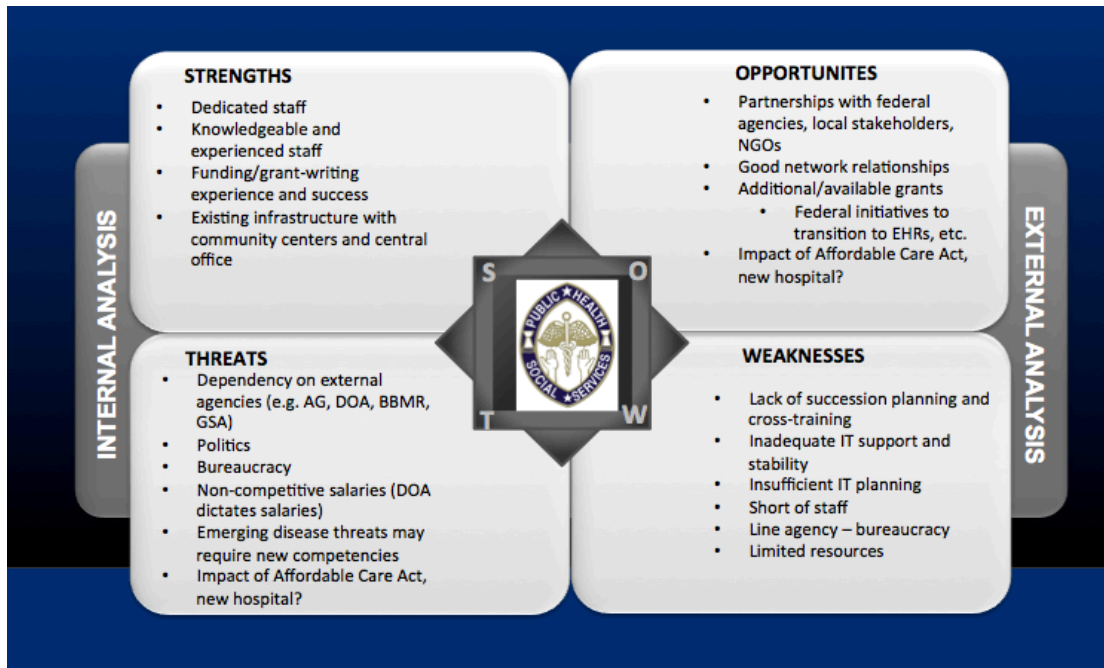 INTERNAL ANALYSIS
STRENGTHS
• Dedicated staff
• Knowledgeable and
experienced staff
• Funding/grant-writing
experience and success
• Existing infrastructure with
community centers and central
office
OPPORTUNITES
• Partnerships with federal
agencies, local stakeholders,
NGOs
• Good network relationships
• Additional/available grants
• Federal initiatives to
transition to EHRs, etc.
• Impact of Affordable Care Act,
new hospital?
S
O
PUBLIC HEALTH
SOCIAL SERVICES
T
W
THREATS
• Dependency on external
agencies (e.g. AG, DOA, BBMR,
GSA)
• Politics
• Bureaucracy
• Non-competitive salaries (DOA
dictates salaries)
• Emerging disease threats may
require new competencies
• Impact of Affordable Care Act,
new hospital?
WEAKNESSES
• Lack of succession planning and
cross-training
• Inadequate IT support and
stability
• Insufficient IT planning
• Short of staff
• Line agency – bureaucracy
• Limited resources
EXTERNAL ANALYSIS